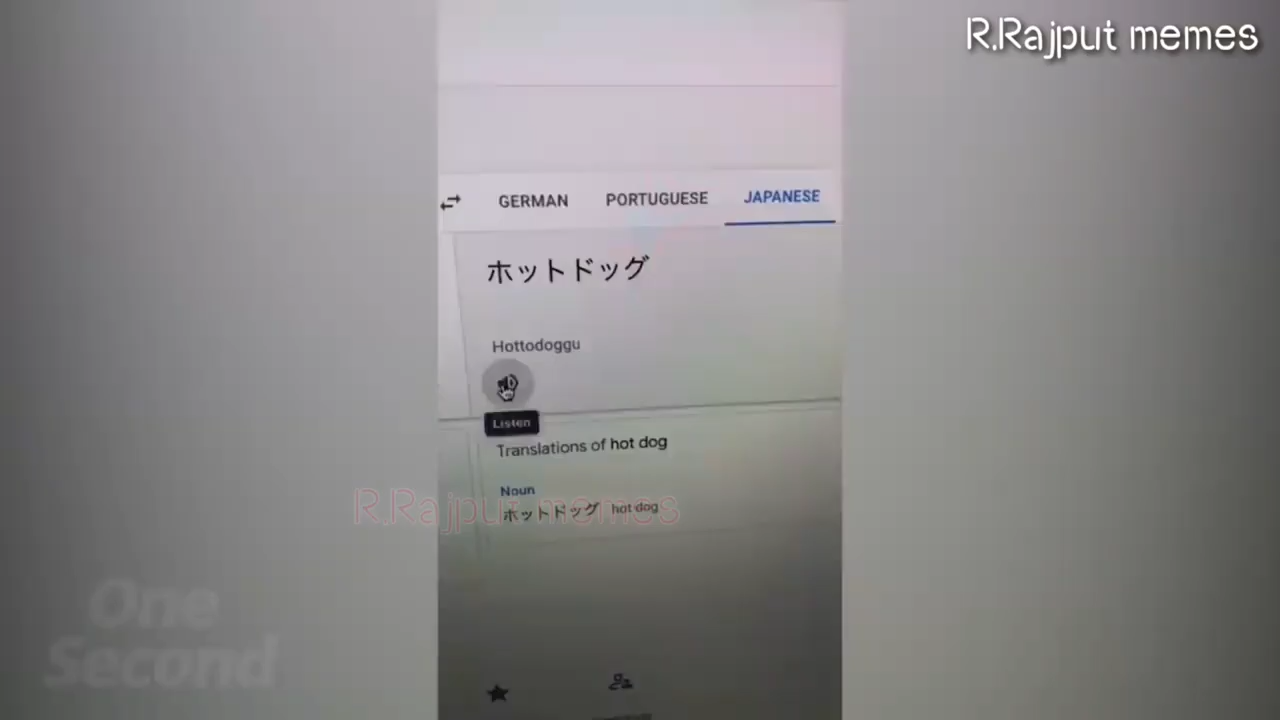 R.Rajput memes
GERMAN PORTUGUESE JAPANESE
ホットドッグ
Hottodoggu
Listen
Translations of hot dog
Noun
R.Rajput memes
ホットドッグ hot dog
One
Second